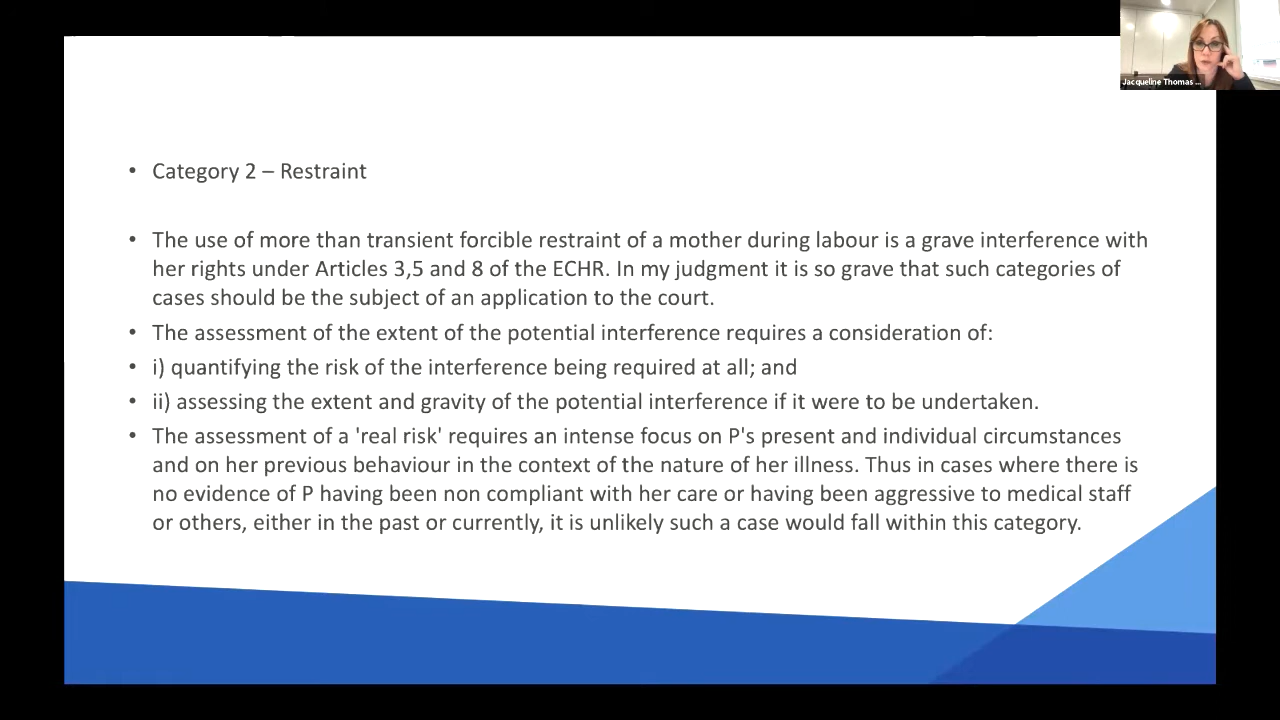 Jacqueline Thomas ...
• Category 2 – Restraint
• The use of more than transient forcible restraint of a mother during labour is a grave interference with
her rights under Articles 3,5 and 8 of the ECHR. In my judgment it is so grave that such categories of
cases should be the subject of an application to the court.
• The assessment of the extent of the potential interference requires a consideration of:
• i) quantifying the risk of the interference being required at all; and
• ii) assessing the extent and gravity of the potential interference if it were to be undertaken.
• The assessment of a 'real risk' requires an intense focus on P's present and individual circumstances
and on her previous behaviour in the context of the nature of her illness. Thus in cases where there is
no evidence of P having been non compliant with her care or having been aggressive to medical staff
or others, either in the past or currently, it is unlikely such a case would fall within this category.